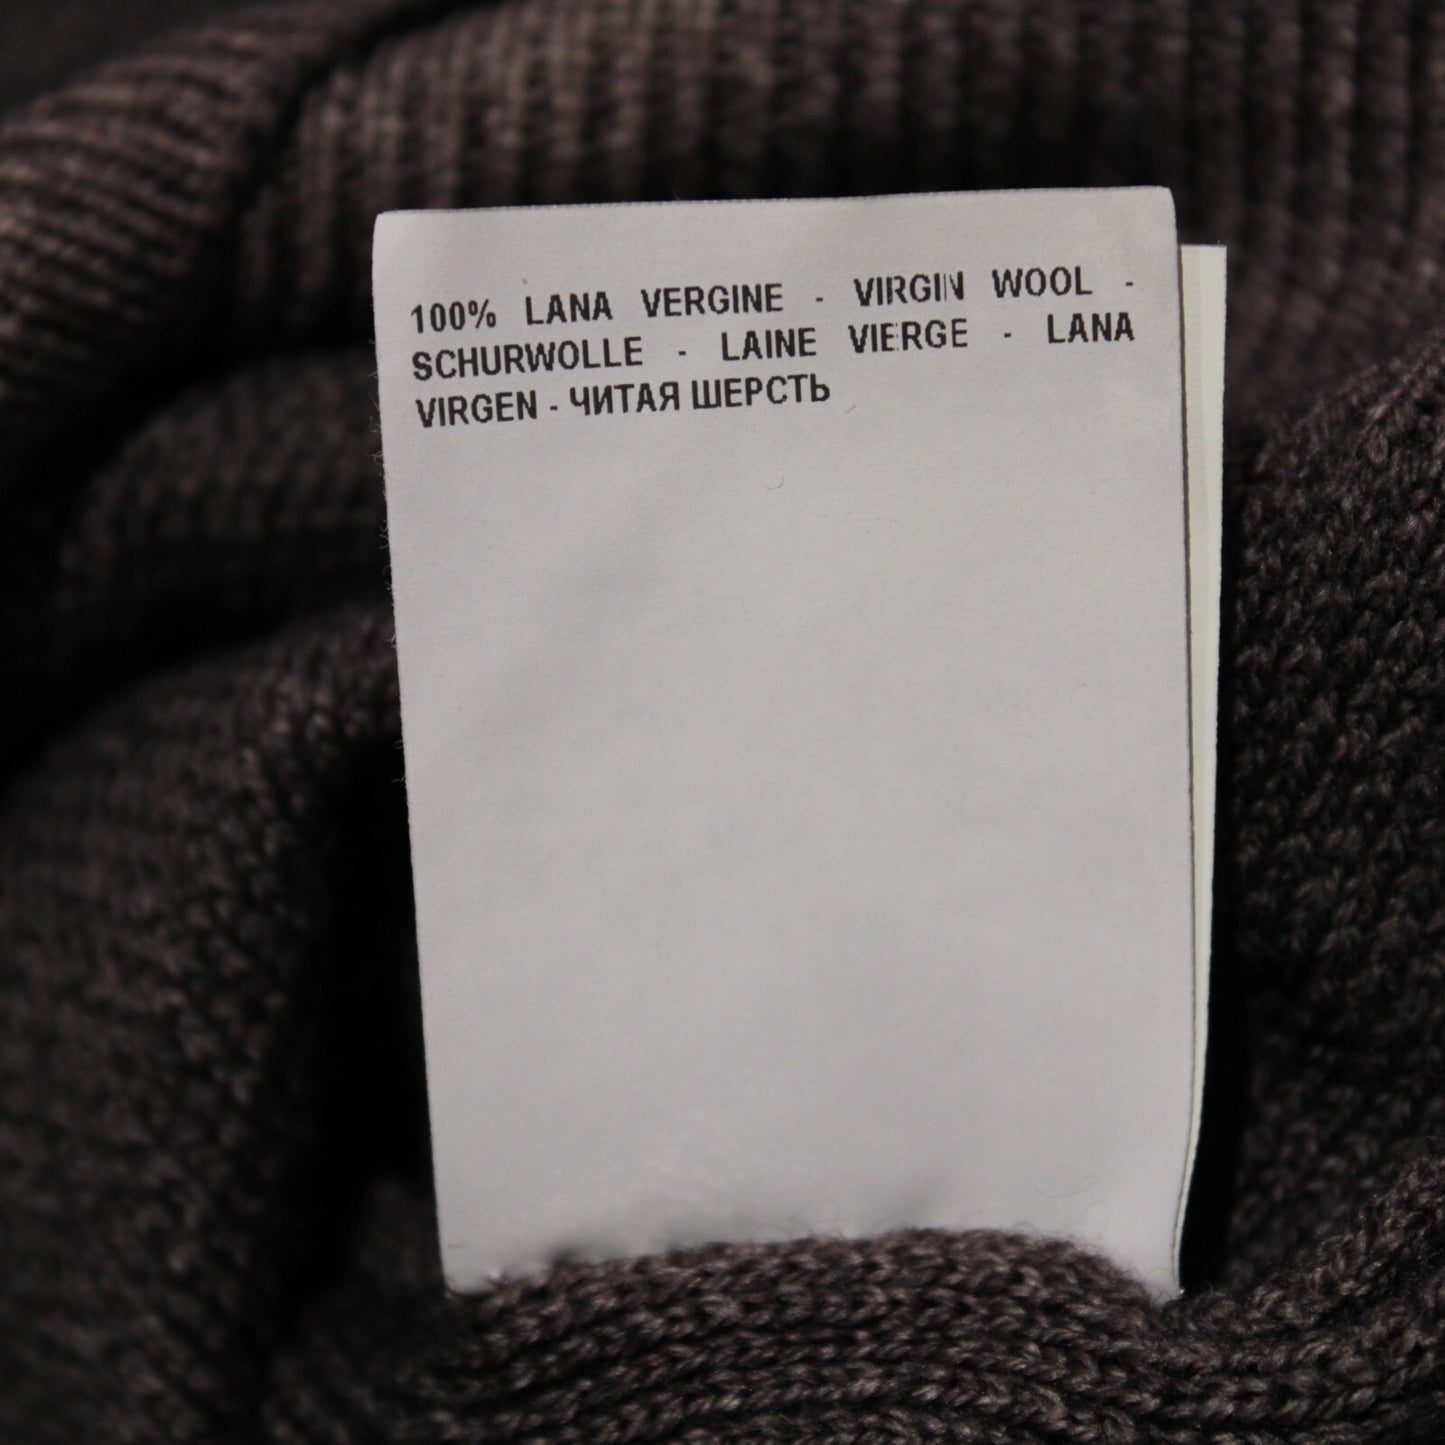 100% LANA VERGINE - VIRGIN WOOL -
SCHURWOLLE - LAINE VIERGE - LANA
VIRGEN - ЧИТАЯ ШЕРСТЬ